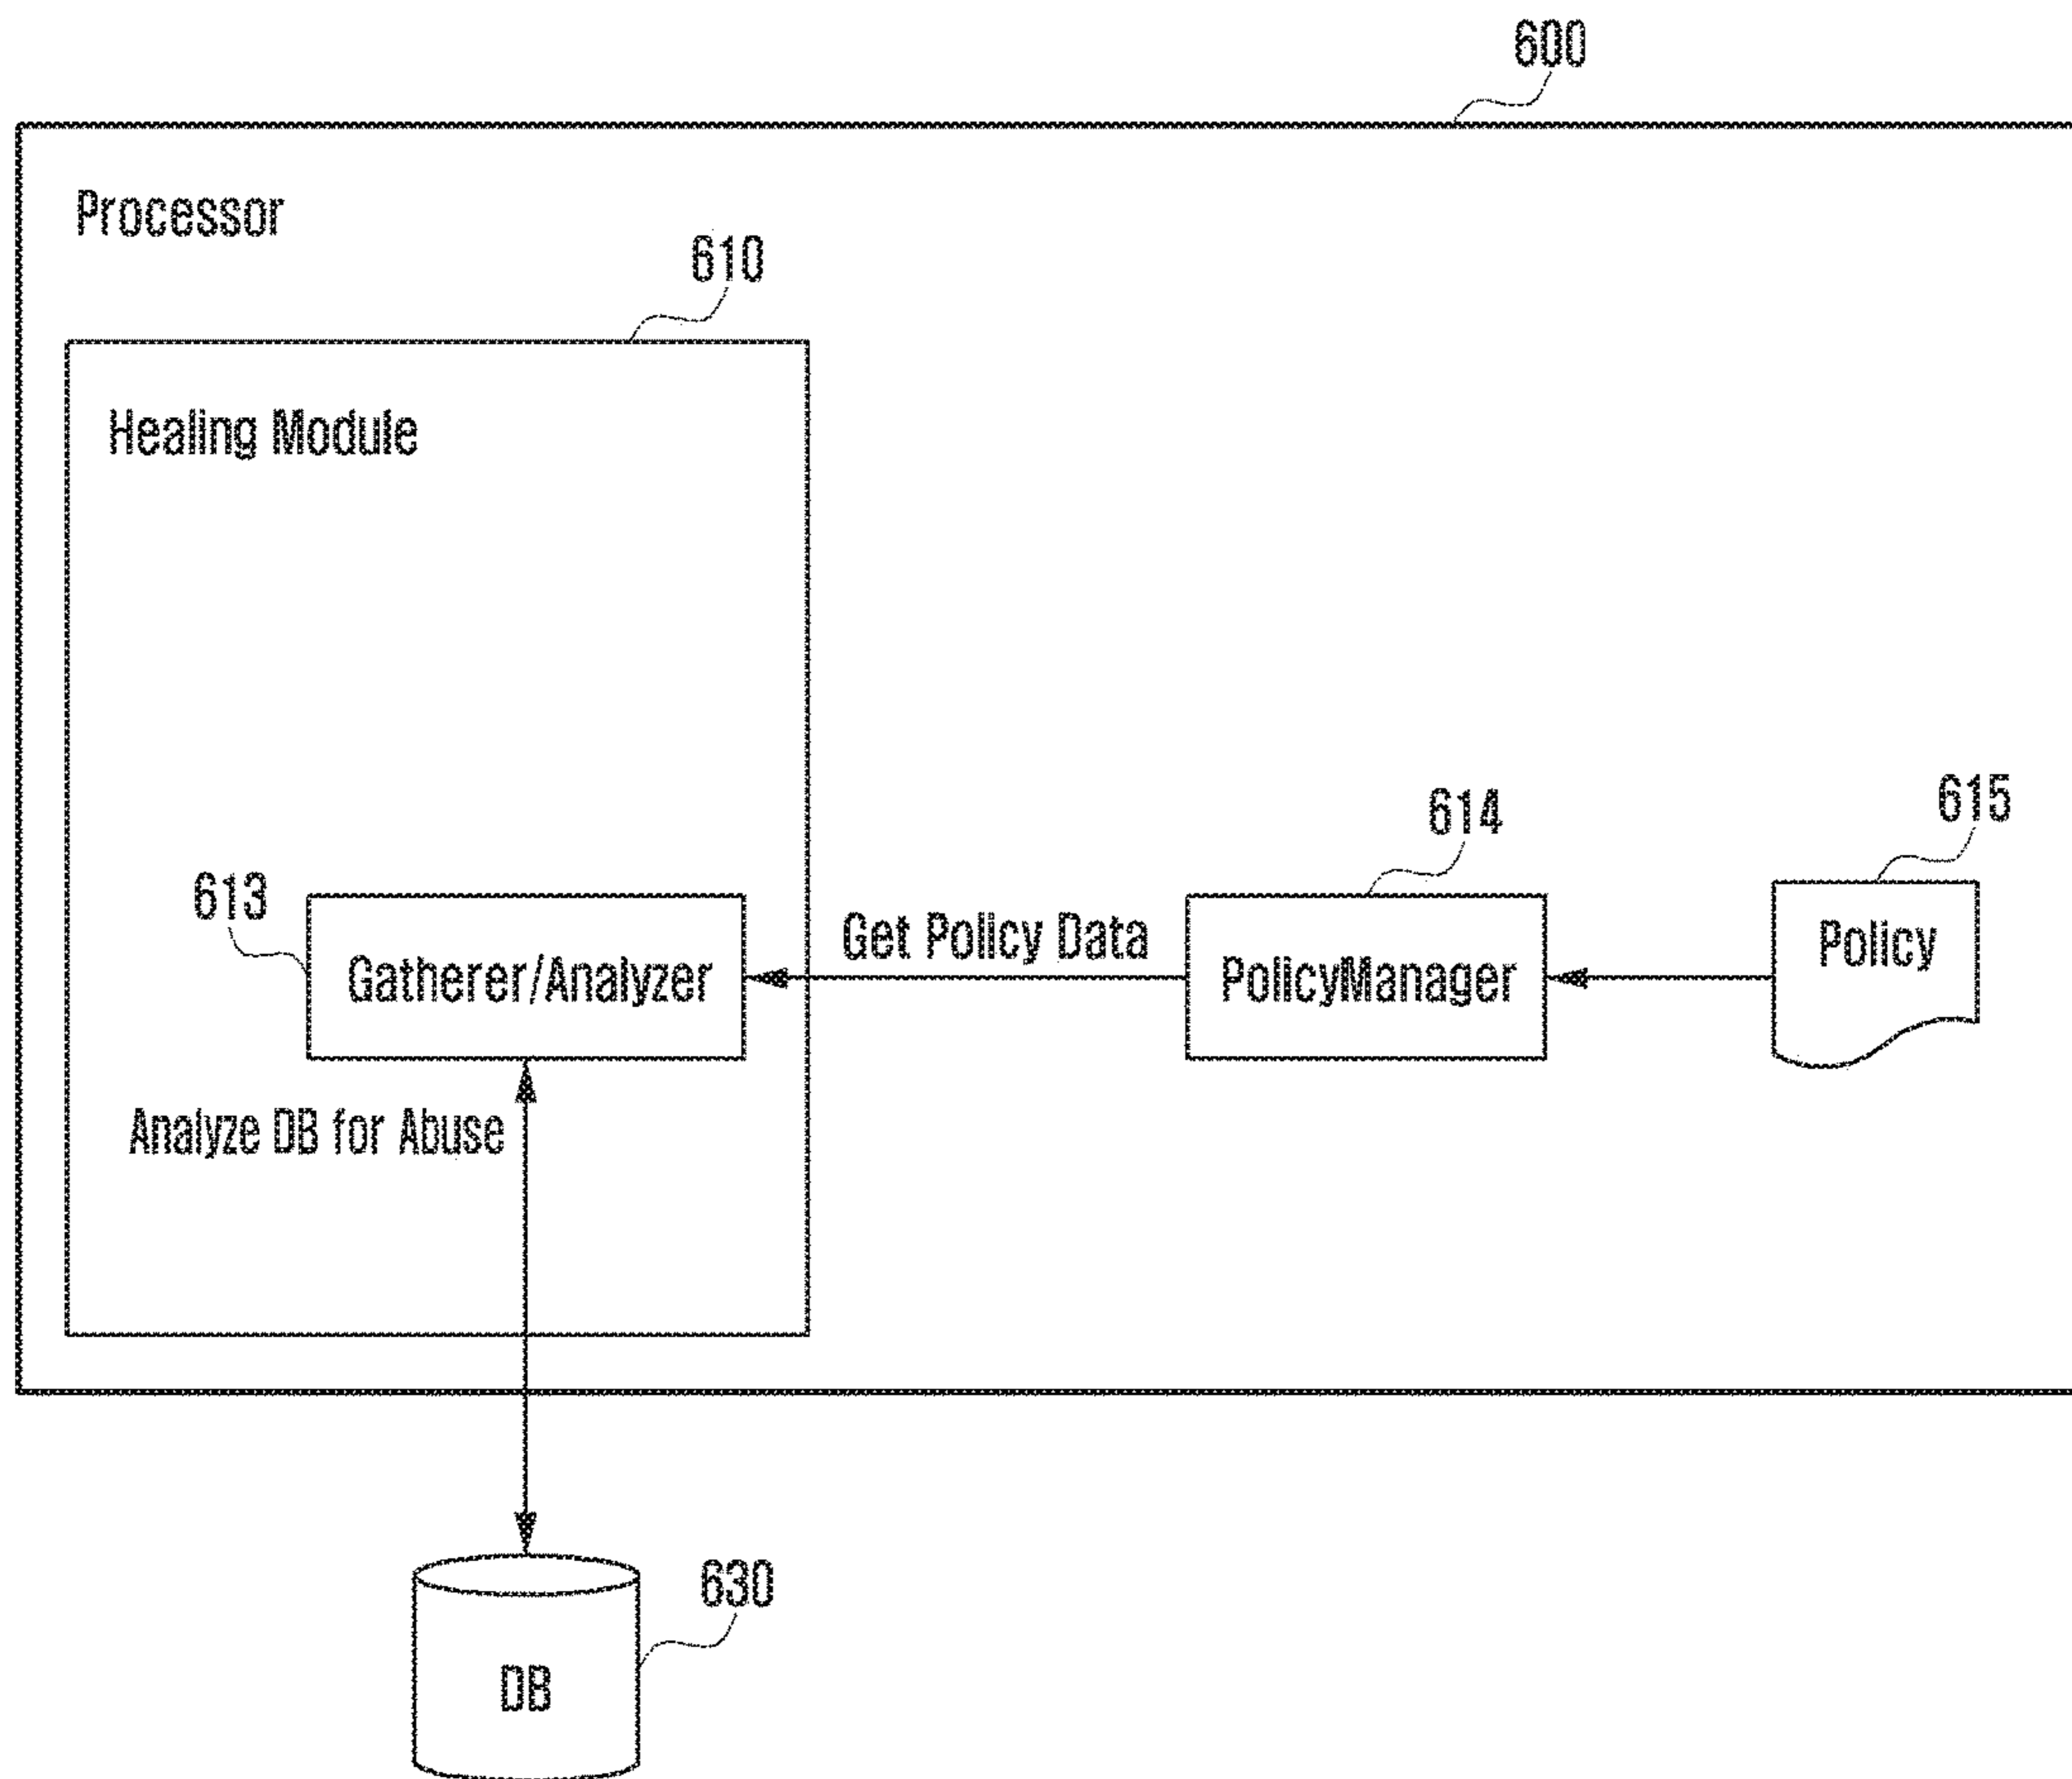 600
Processor
610
Healing Module
615
614
613
Get Policy Data
Policy
Gatherer/Analyzer
PolicyManager
Analyze DB for Abuse
630
DB